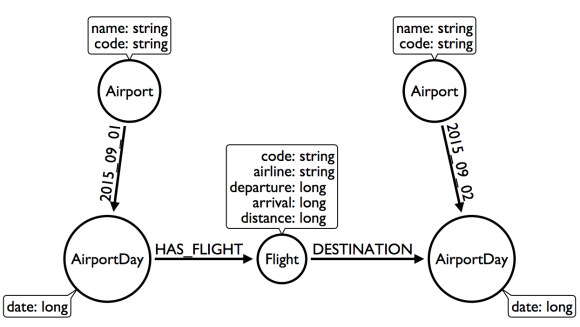 name: string
code: string
name: string
code: string
Airport
Airport
2015_09_01
2015_09_02
code: string
airline: string
departure: long
arrival: long
distance: long
HAS_FLIGHT
DESTINATION
AirportDay
Flight
AirportDay
date: long
date: long